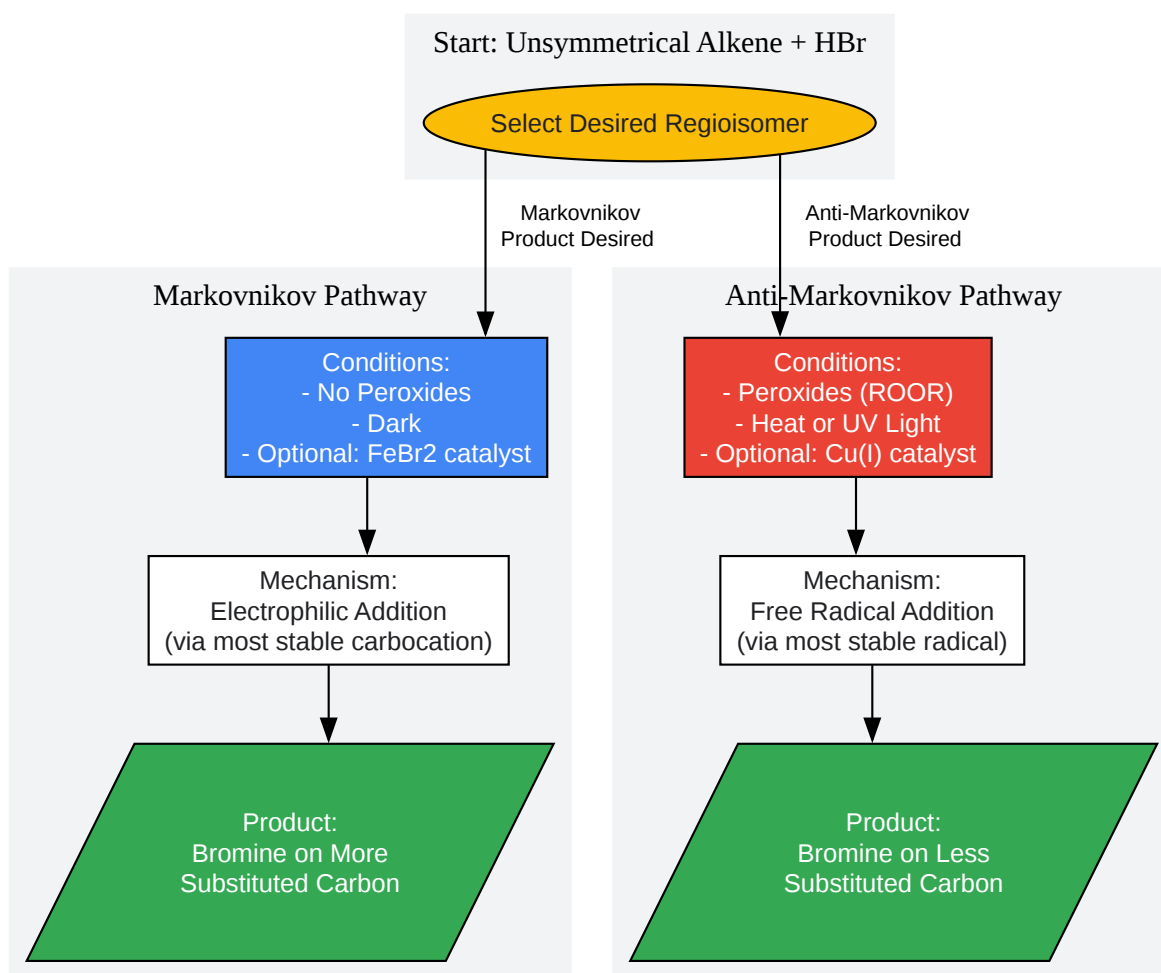 Start: Unsymmetrical Alkene + HBr
Select Desired Regioisomer
Markovnikov
Product Desired
Anti-Markovnikov
Product Desired
Markovnikov Pathway
Conditions:
- No Peroxides
- Dark
- Optional: FeBr2 catalyst
Mechanism:
Electrophilic Addition
(via most stable carbocation)
Product:
Bromine on More
Substituted Carbon
Anti-Markovnikov Pathway
Conditions:
- Peroxides (ROOR)
- Heat or UV Light
- Optional: Cu(I) catalyst
Mechanism:
Free Radical Addition
(via most stable radical)
Product:
Bromine on Less
Substituted Carbon